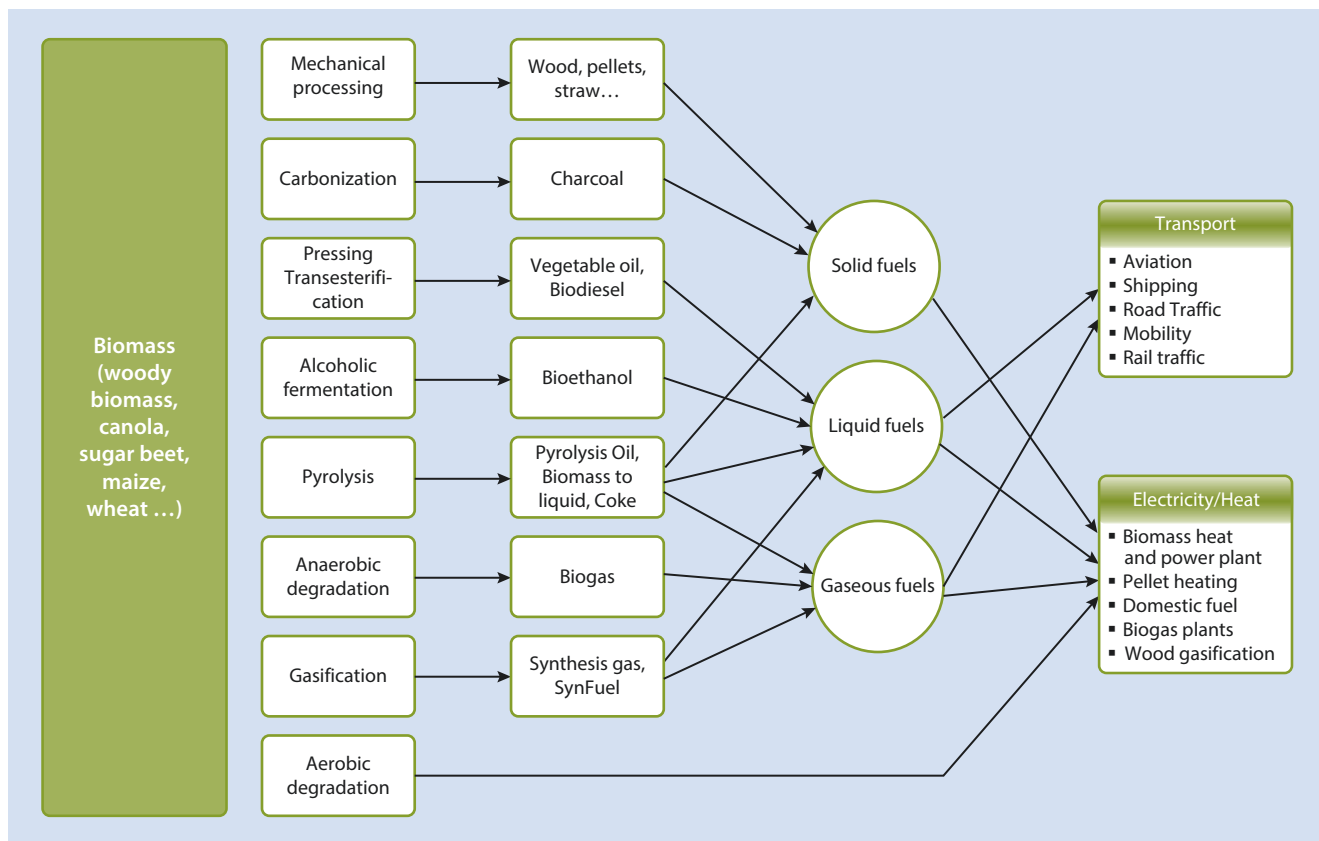 Biomass
(woody
biomass,
canola,
sugar beet,
maize,
wheat …)
Mechanical
processing
Wood, pellets,
straw…
Carbonization
Charcoal
Pressing
Transesterifi-
cation
Vegetable oil,
Biodiesel
Alcoholic
fermentation
Bioethanol
Pyrolysis
Pyrolysis Oil,
Biomass to
liquid, Coke
Anaerobic
degradation
Biogas
Gasification
Synthesis gas,
SynFuel
Aerobic
degradation
Solid fuels
Liquid fuels
Gaseous fuels
Transport
▪ Aviation
▪ Shipping
▪ Road Traffic
▪ Mobility
▪ Rail traffic
Electricity/Heat
▪ Biomass heat
and power plant
▪ Pellet heating
▪ Domestic fuel
▪ Biogas plants
▪ Wood gasification